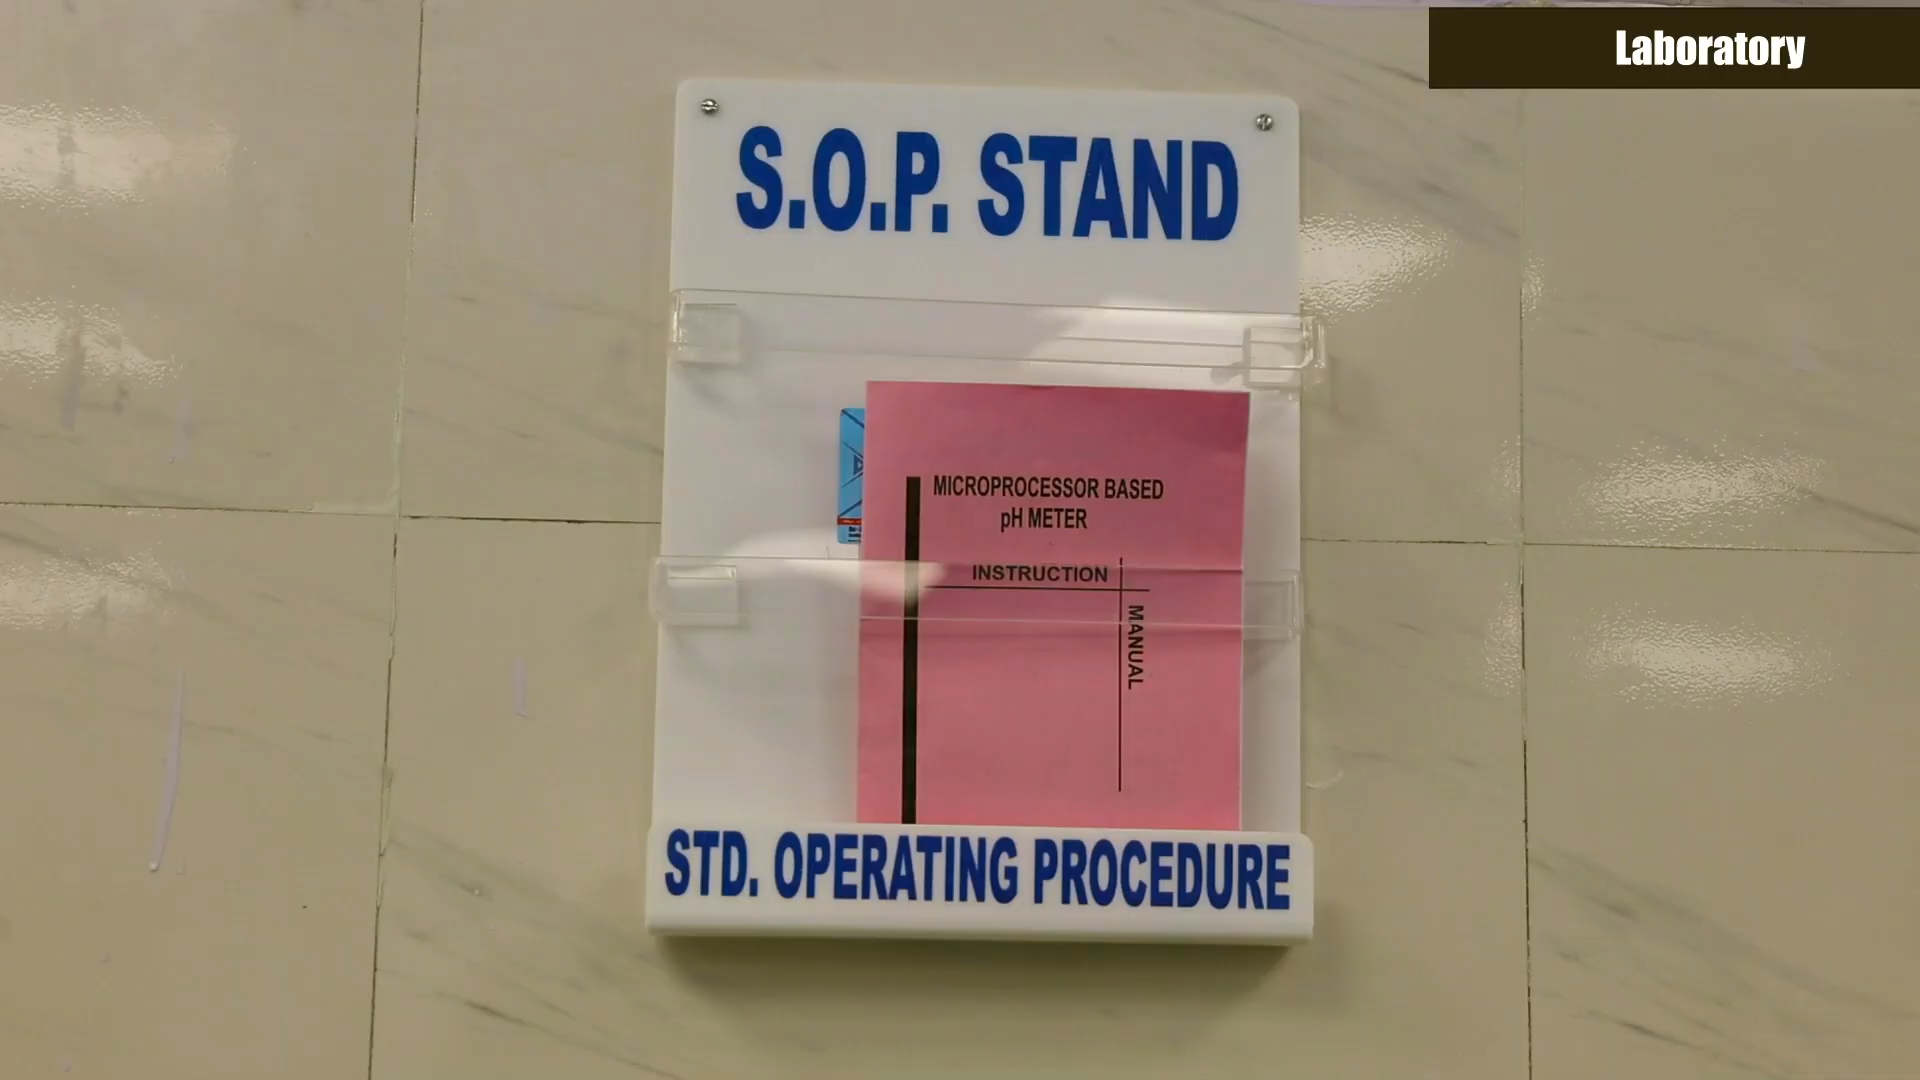 Laboratory
S.O.P. STAND
MICROPROCESSOR BASED
pH METER
INSTRUCTION
MANUAL
STD. OPERATING PROCEDURE